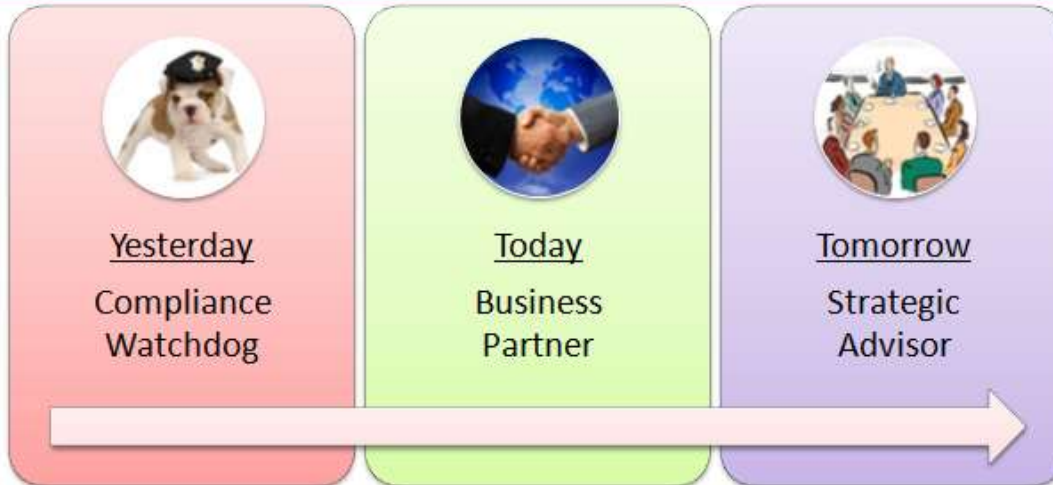 Yesterday
Compliance
Watchdog
Today
Business
Partner
Tomorrow
Strategic
Advisor